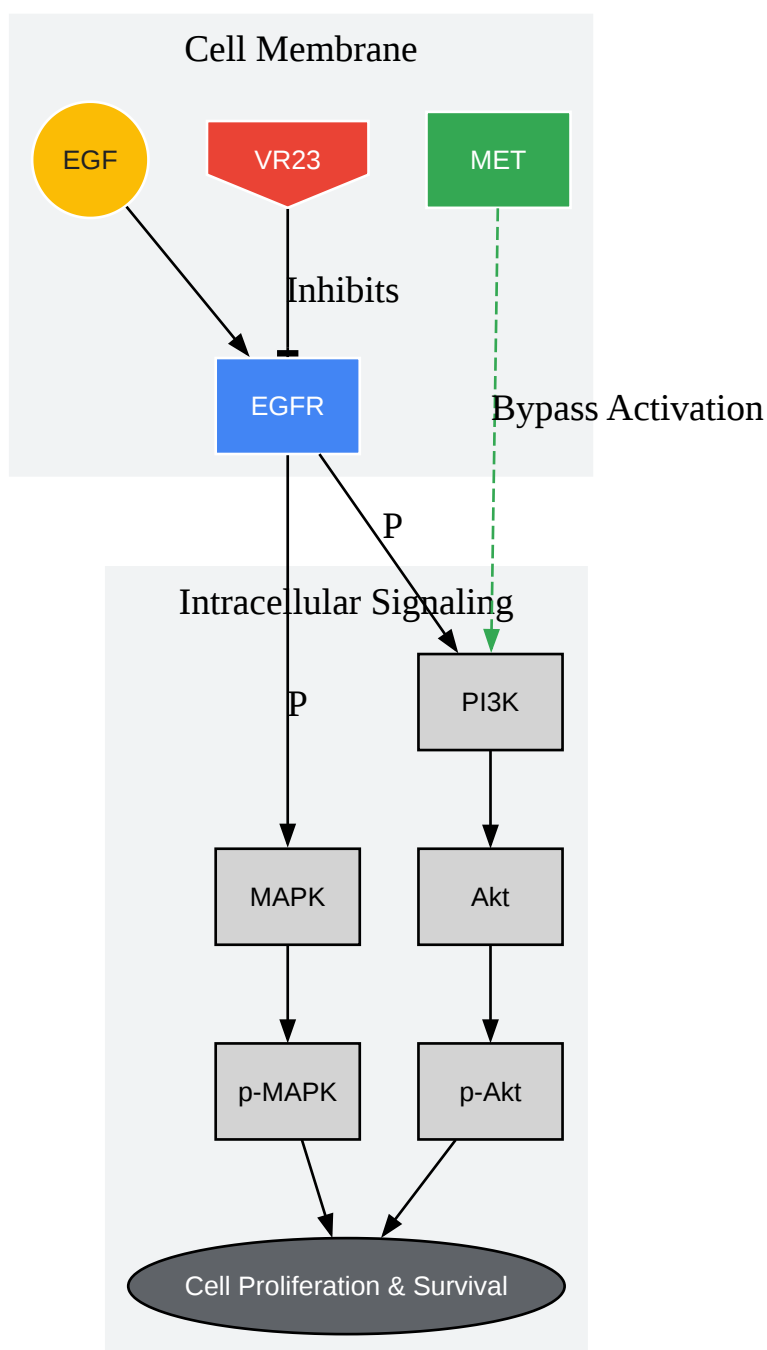 Cell Membrane
EGF
VR23
MET
Inhibits
EGFR
Bypass Activation
P
Intracellular Signaling
PI3K
P
MAPK
Akt
p-MAPK
p-Akt
Cell Proliferation & Survival